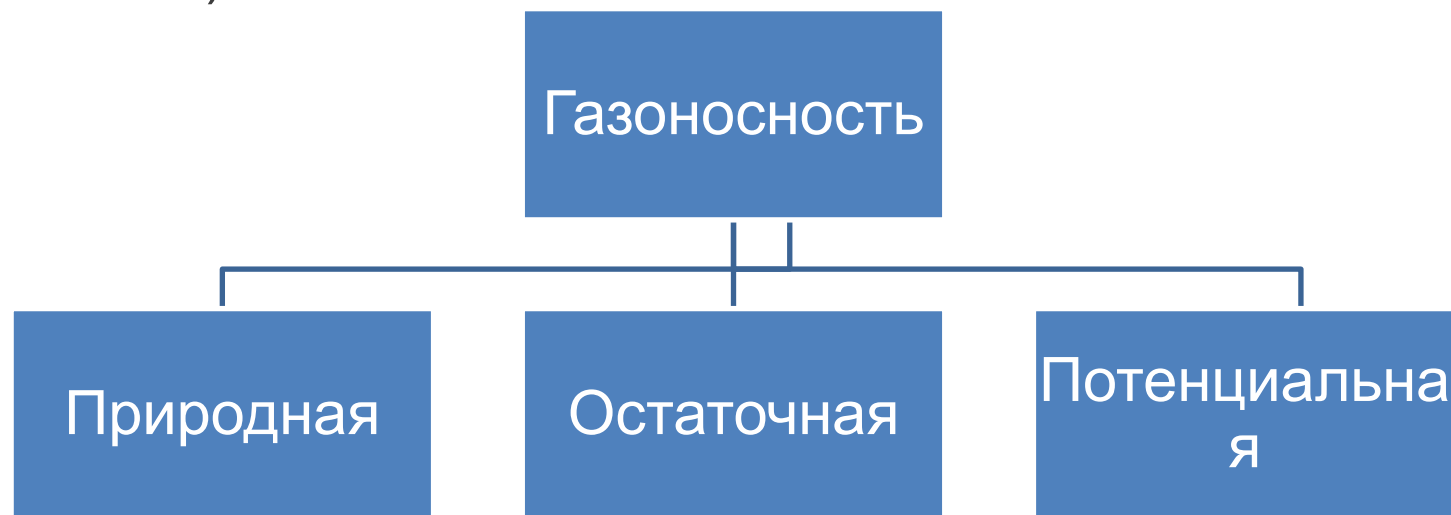 Газоносность
Природная
Остаточная
Потенциальна
я